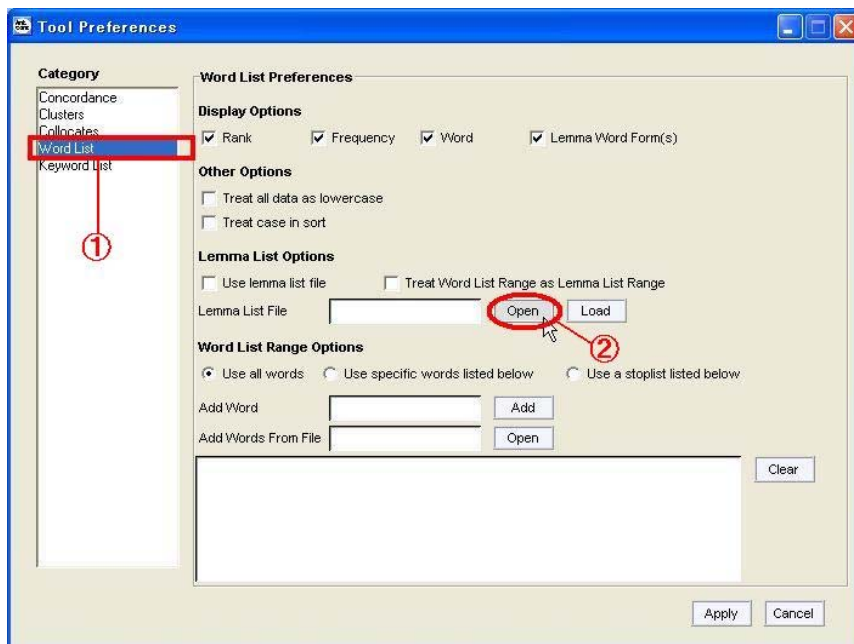 Ant Conc Tool Preferences
Category
Concordance
Clusters
Collocates
Word List
Keyword List
①
Word List Preferences
Display Options
Rank Frequency Word Lemma Word Form(s)
Other Options
Treat all data as lowercase
Treat case in sort
Lemma List Options
Use lemma list file Treat Word List Range as Lemma List Range
Lemma List File Open Load
②
Word List Range Options
Use all words Use specific words listed below Use a stoplist listed below
Add Word Add
Add Words From File Open
Clear
Apply Cancel